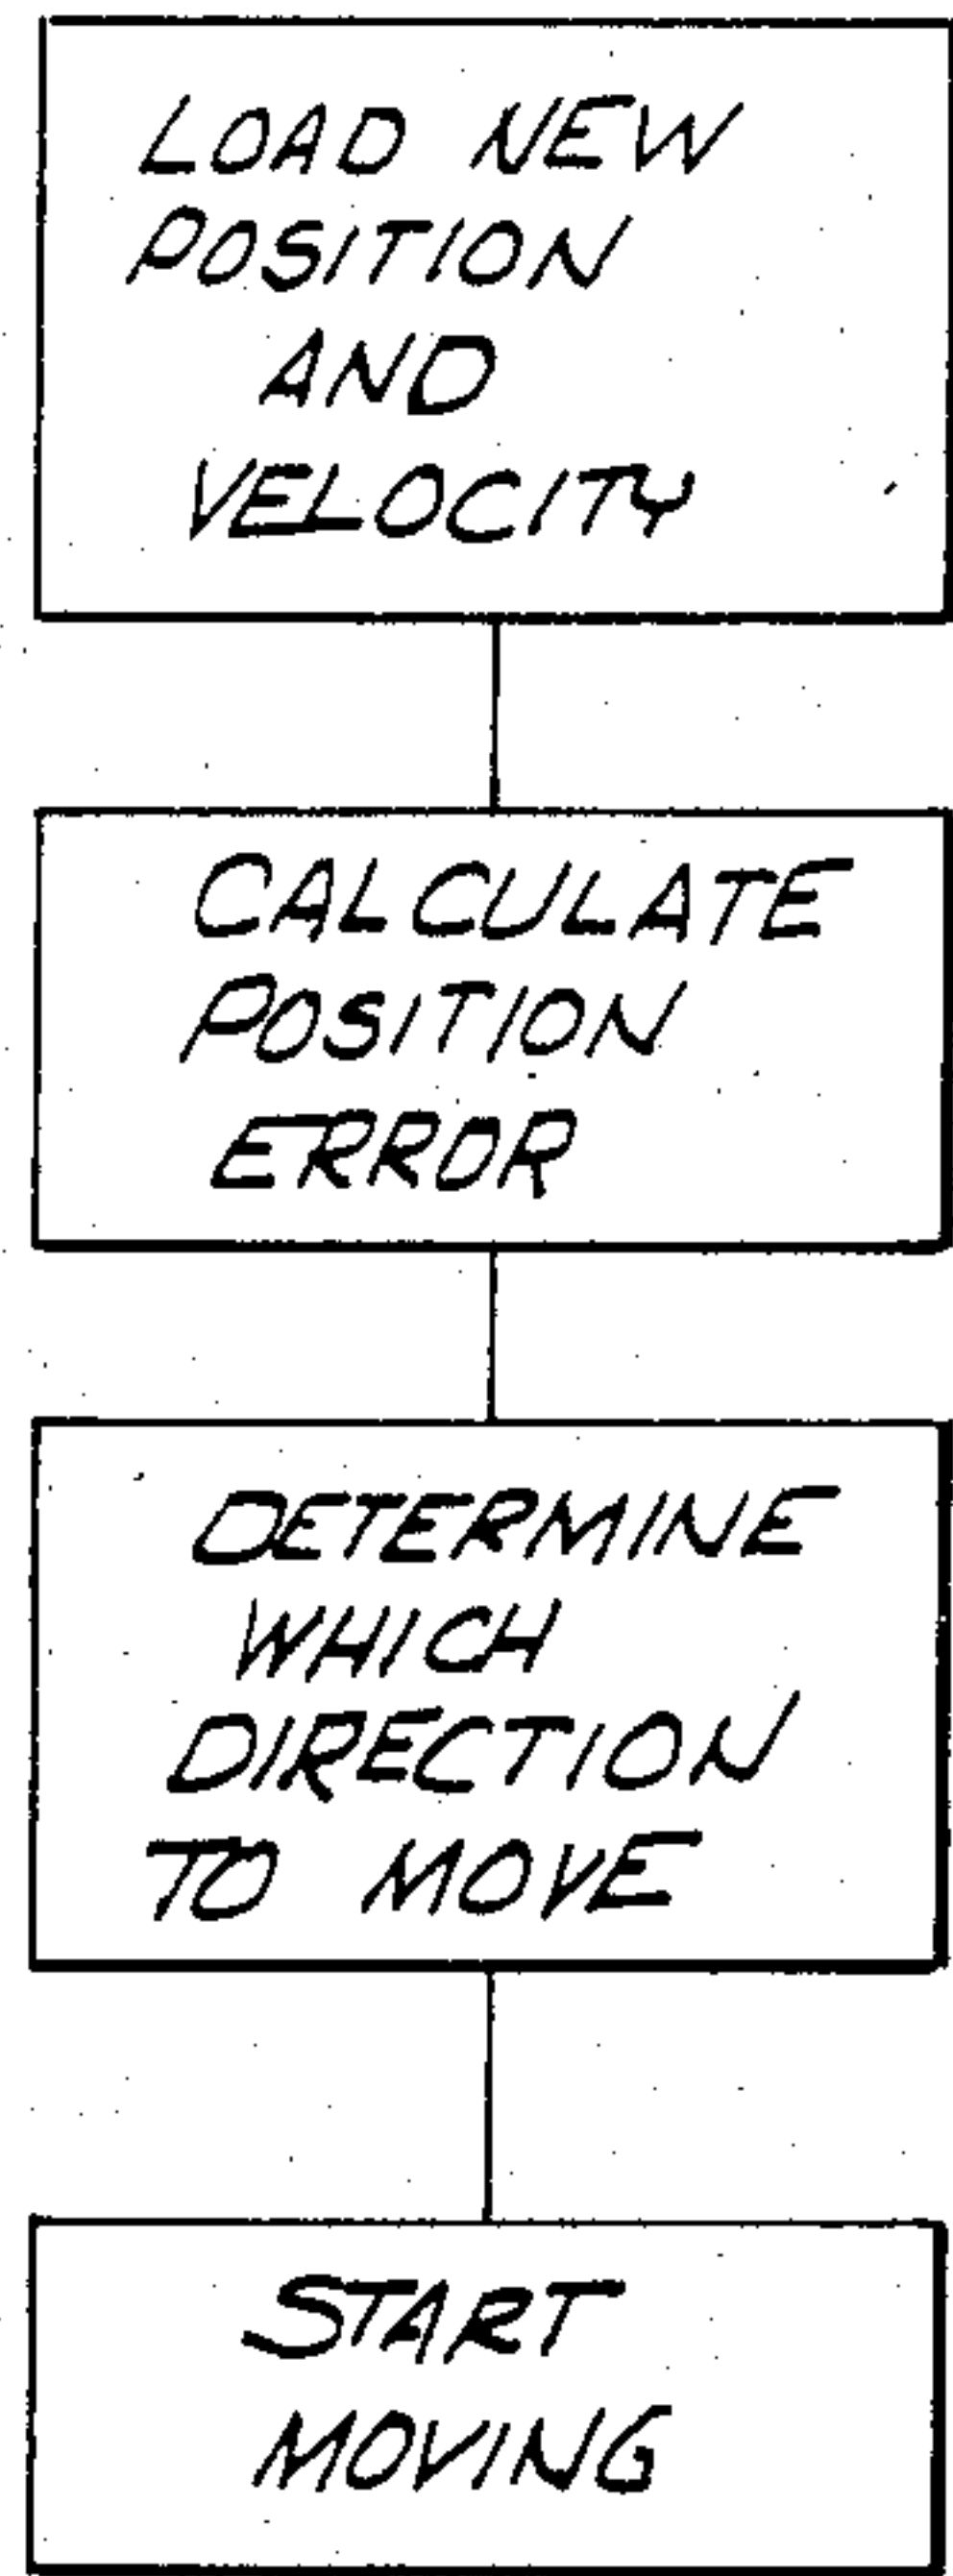 LOAD NEW
POSITION
AND
VELOCITY
CALCULATE
POSITION
ERROR
DETERMINE
WHICH
DIRECTION
TO MOVE
START
MOVING